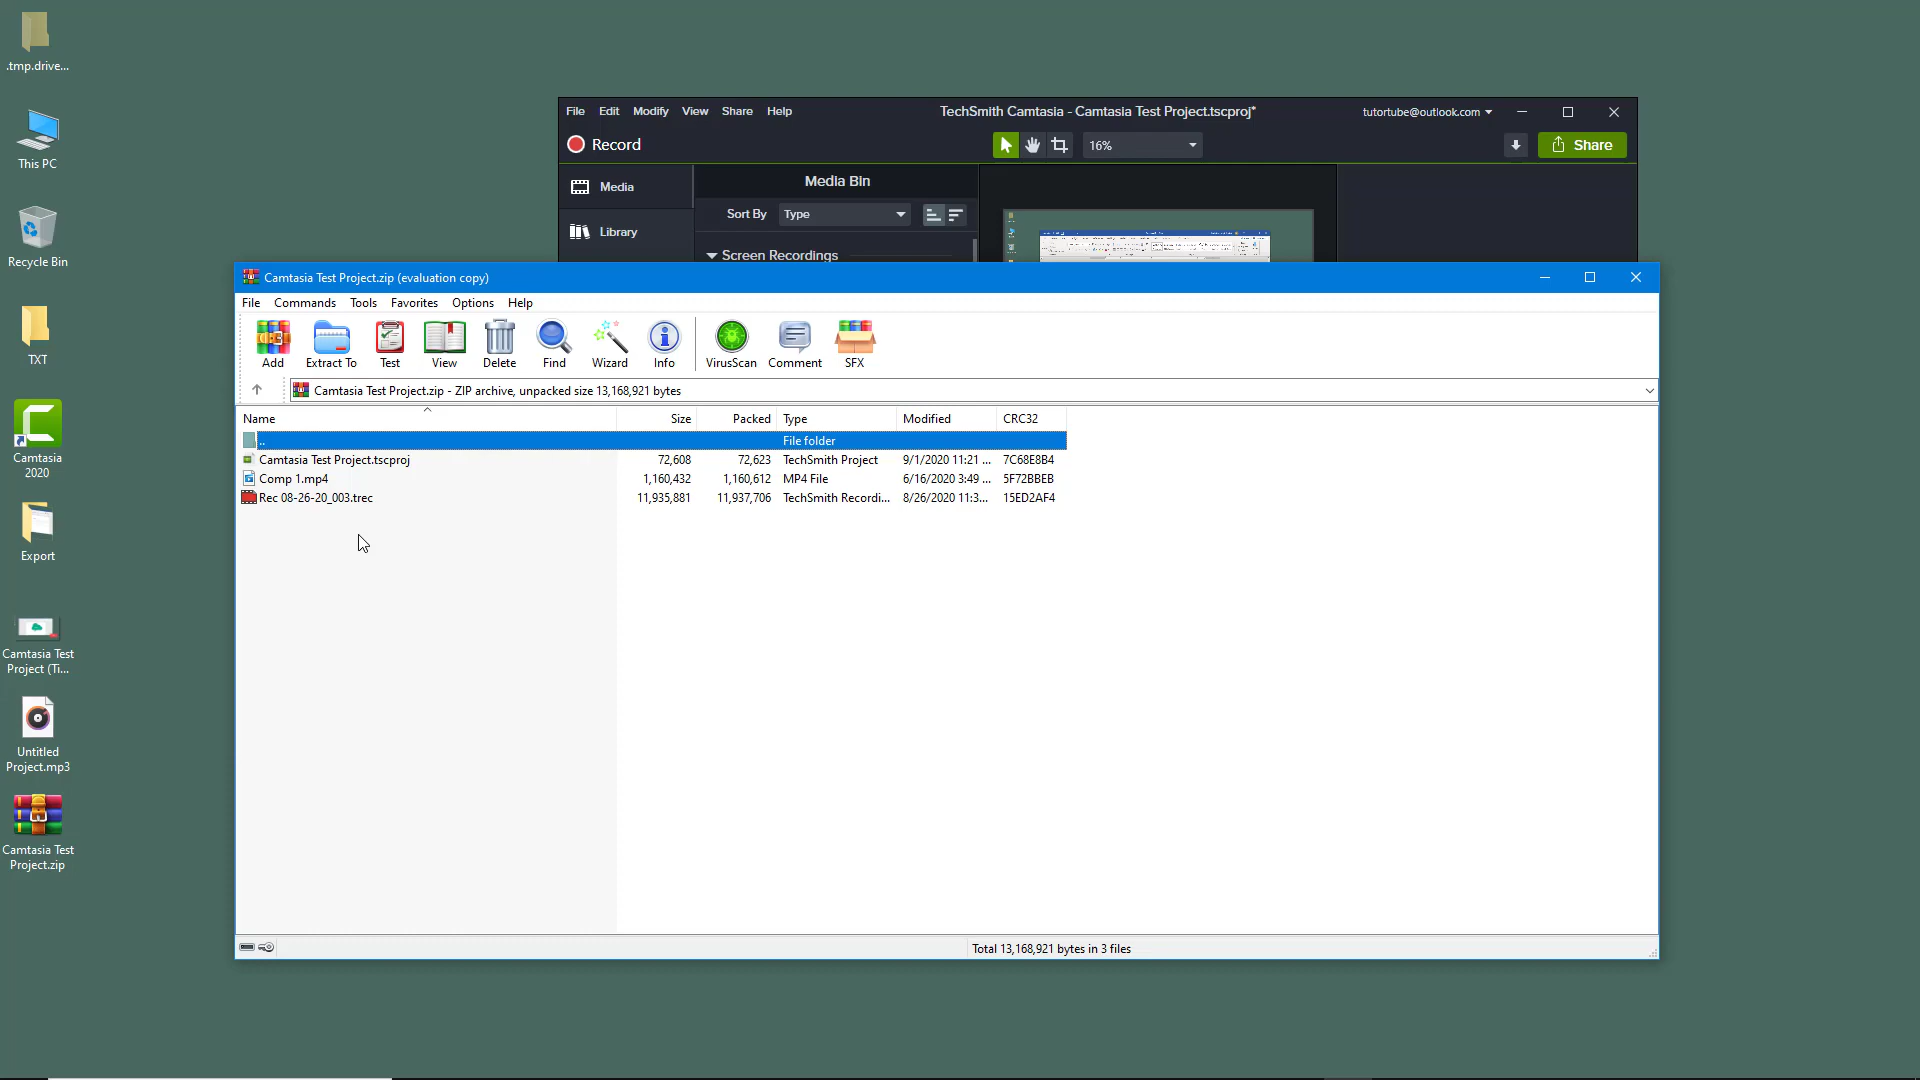 .tmp.drive...
This PC
Recycle Bin
TXT
Camtasia
2020
Export
Camtasia Test
Project (Ti...
Untitled
Project.mp3
Camtasia Test
Project.zip
File Edit Modify View Share Help
TechSmith Camtasia - Camtasia Test Project.tscproj*
tutortube@outlook.com
Record
16%
Share
Media
Media Bin
Sort By Type
Library
Screen Recordings
Camtasia Test Project.zip (evaluation copy)
File Commands Tools Favorites Options Help
Add Extract To Test View Delete Find Wizard Info VirusScan Comment SFX
Camtasia Test Project.zip - ZIP archive, unpacked size 13,168,921 bytes
Name Size Packed Type Modified CRC32
.. File folder
Camtasia Test Project.tscproj 72,608 72,623 TechSmith Project 9/1/2020 11:21 ... 7C68E8B4
Comp 1.mp4 1,160,432 1,160,612 MP4 File 6/16/2020 3:49 ... 5F72BBEB
Rec 08-26-20_003.trec 11,935,881 11,937,706 TechSmith Recordi... 8/26/2020 11:3... 15ED2AF4
Total 13,168,921 bytes in 3 files